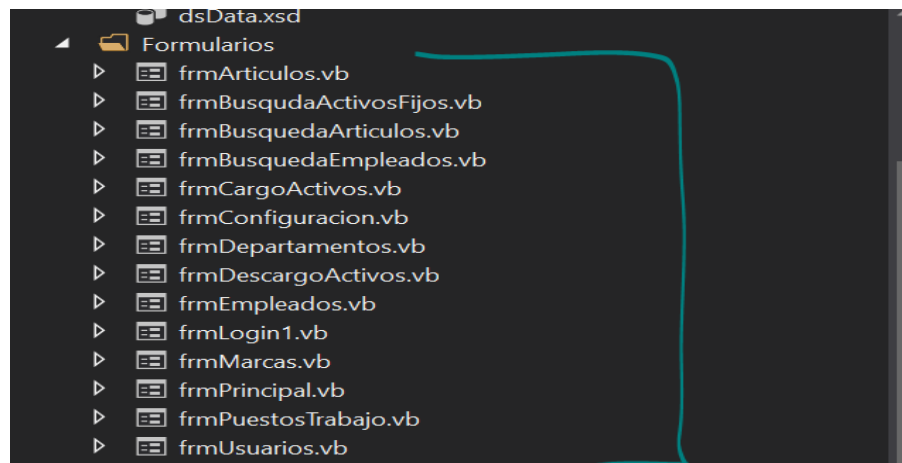 dsData.xsd
Formularios
frmArticulos.vb
frmBusqudaActivosFijos.vb
frmBusquedaArticulos.vb
frmBusquedaEmpleados.vb
frmCargoActivos.vb
frmConfiguracion.vb
frmDepartamentos.vb
frmDescargoActivos.vb
frmEmpleados.vb
frmLogin1.vb
frmMarcas.vb
frmPrincipal.vb
frmPuestosTrabajo.vb
frmUsuarios.vb